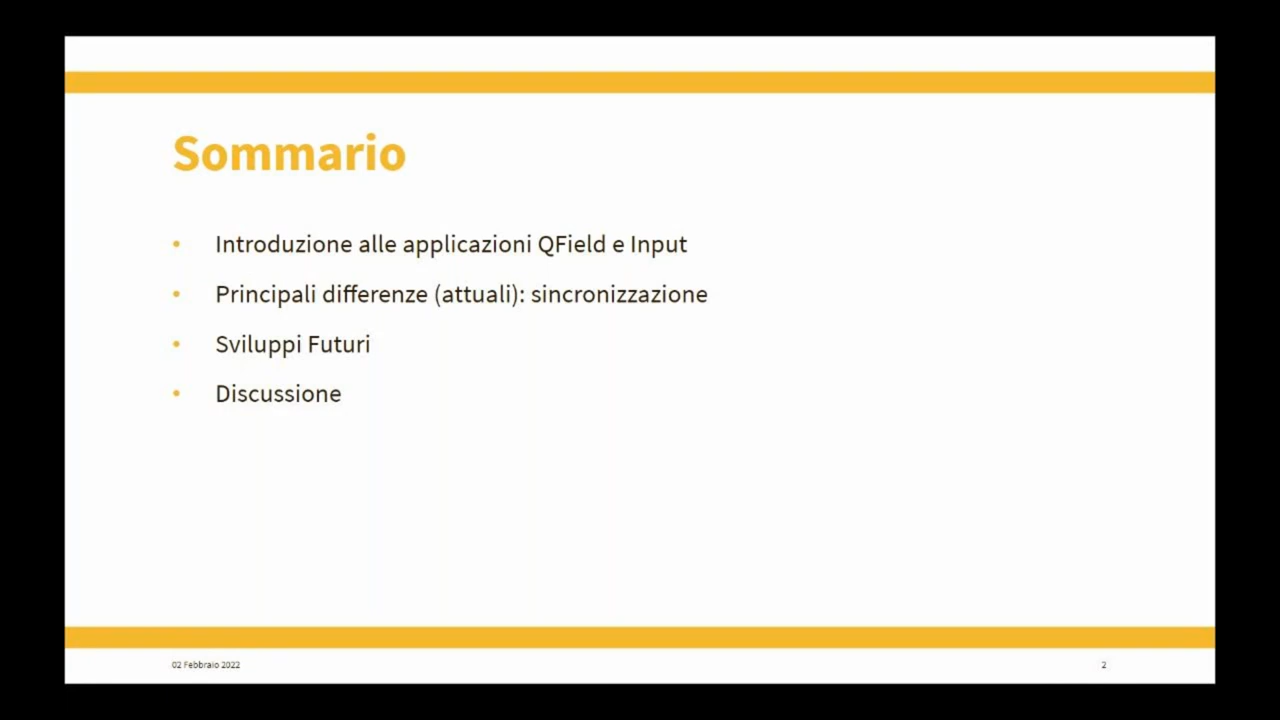 Sommario
• Introduzione alle applicazioni QField e Input
• Principali differenze (attuali): sincronizzazione
• Sviluppi Futuri
• Discussione
02 Febbraio 2022
2